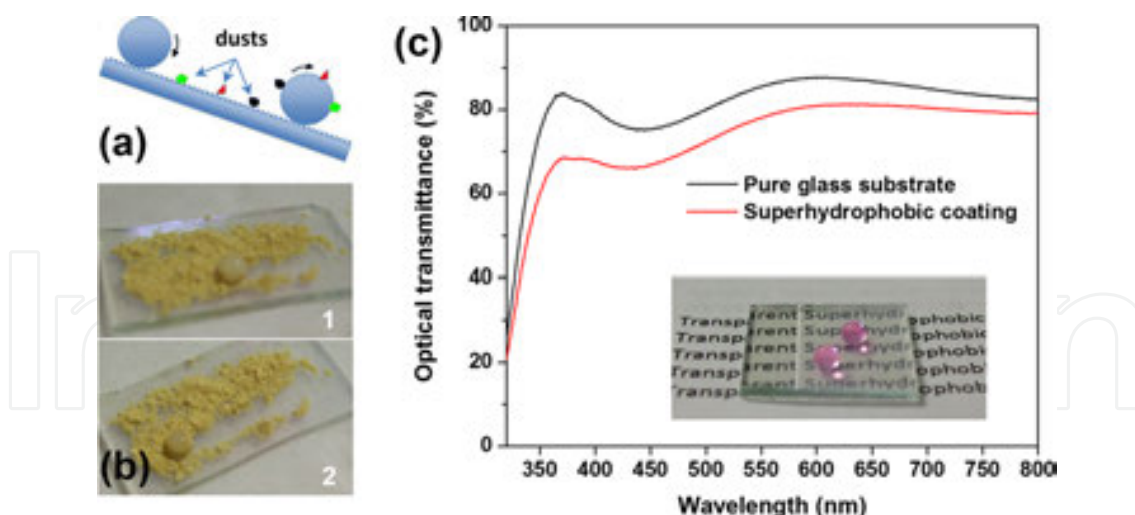 dusts
(a)
1
(b)
2
(c)
100
80
60
40
20
0
Optical transmittance (%)
Pure glass substrate
Superhydrophobic coating
Transparent Superhydrophobic
Transparent Superhydrophobic
Transparent Superhydrophobic
Transparent Superhydrophobic
Transparent Superhydrophobic
350 400 450 500 550 600 650 700 750 800
Wavelength (nm)